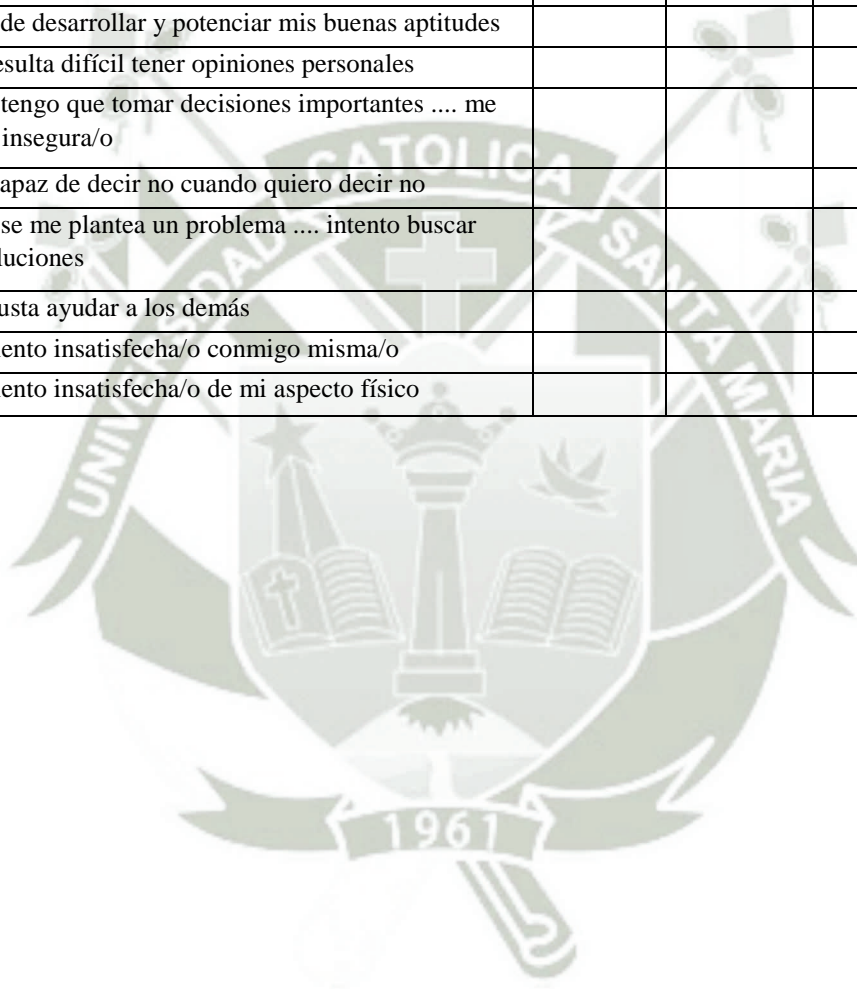 de desarrollar y potenciar mis buenas aptitudes
esulta difícil tener opiniones personales
tengo que tomar decisiones importantes .... me
insegura/o
apaz de decir no cuando quiero decir no
se me plantea un problema .... intento buscar
luciones
usta ayudar a los demás
ento insatisfecha/o conmigo misma/o
ento insatisfecha/o de mi aspecto físico
UNIVERSIDAD CATOLICA SANTA MARIA
1961